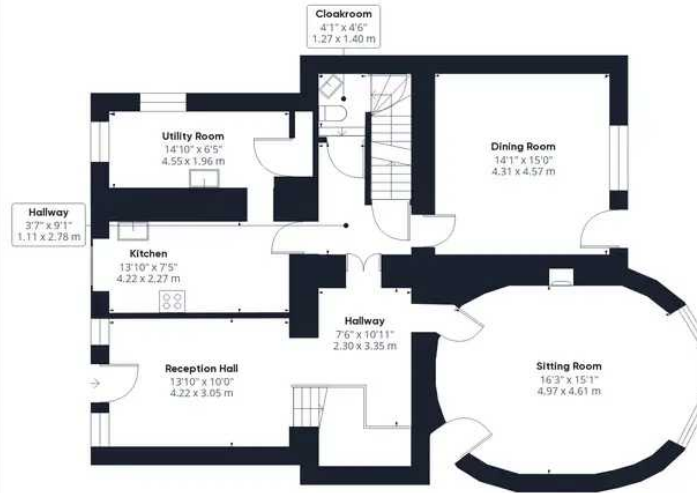 Cloakroom
4'1" x 4'6"
1.27 x 1.40 m
Utility Room
14'10" x 6'5"
4.55 x 1.96 m
Dining Room
14'1" x 15'0"
4.31 x 4.57 m
Hallway
3'7" x 9'1"
1.11 x 2.78 m
Kitchen
13'10" x 7'5"
4.22 x 2.27 m
Hallway
7'6" x 10'11"
2.30 x 3.35 m
Reception Hall
13'10" x 10'0"
4.22 x 3.05 m
Sitting Room
16'3" x 15'1"
4.97 x 4.61 m